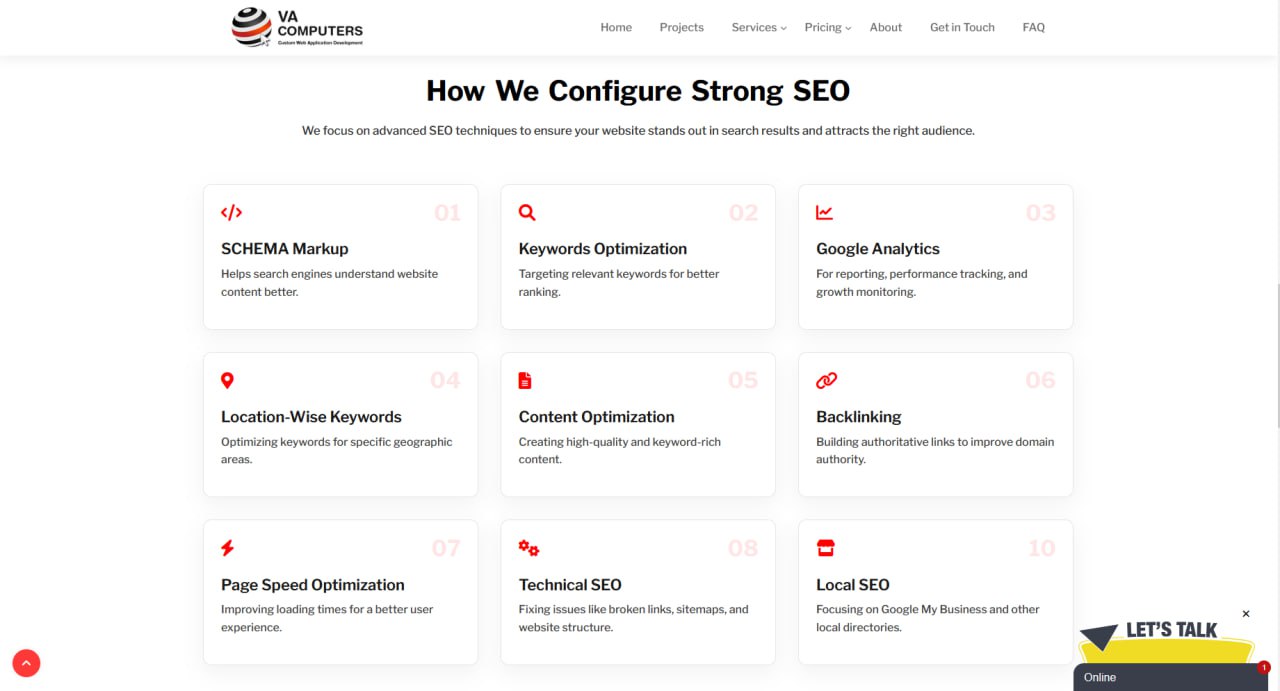 VA
COMPUTERS
Custom Web Application Development
Home Projects Services Pricing About Get in Touch FAQ
How We Configure Strong SEO
We focus on advanced SEO techniques to ensure your website stands out in search results and attracts the right audience.
01
SCHEMA Markup
Helps search engines understand website
content better.
02
Keywords Optimization
Targeting relevant keywords for better
ranking.
03
Google Analytics
For reporting, performance tracking, and
growth monitoring.
04
Location-Wise Keywords
Optimizing keywords for specific geographic
areas.
05
Content Optimization
Creating high-quality and keyword-rich
content.
06
Backlinking
Building authoritative links to improve domain
authority.
07
Page Speed Optimization
Improving loading times for a better user
experience.
08
Technical SEO
Fixing issues like broken links, sitemaps, and
website structure.
10
Local SEO
Focusing on Google My Business and other
local directories.
LET'S TALK
1
Online